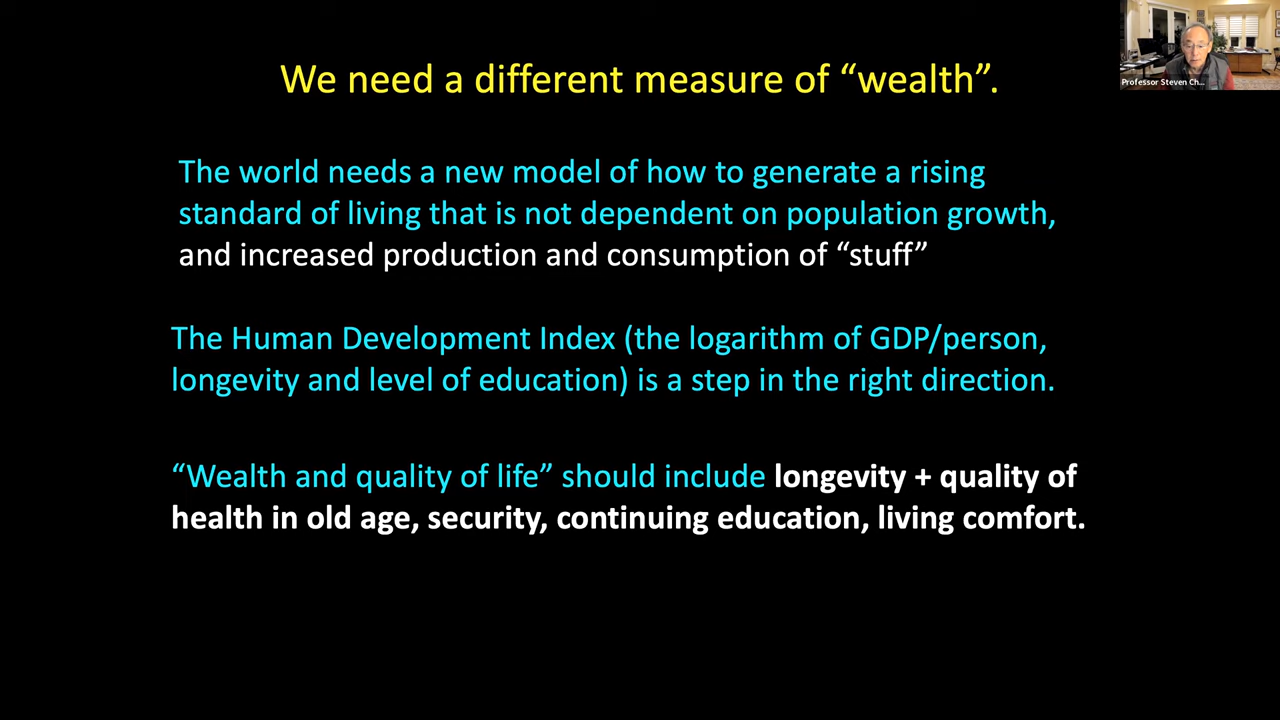 We need a different measure of “wealth”.
Professor Steven Ch...
The world needs a new model of how to generate a rising
standard of living that is not dependent on population growth,
and increased production and consumption of “stuff”
The Human Development Index (the logarithm of GDP/person,
longevity and level of education) is a step in the right direction.
“Wealth and quality of life” should include longevity + quality of
health in old age, security, continuing education, living comfort.